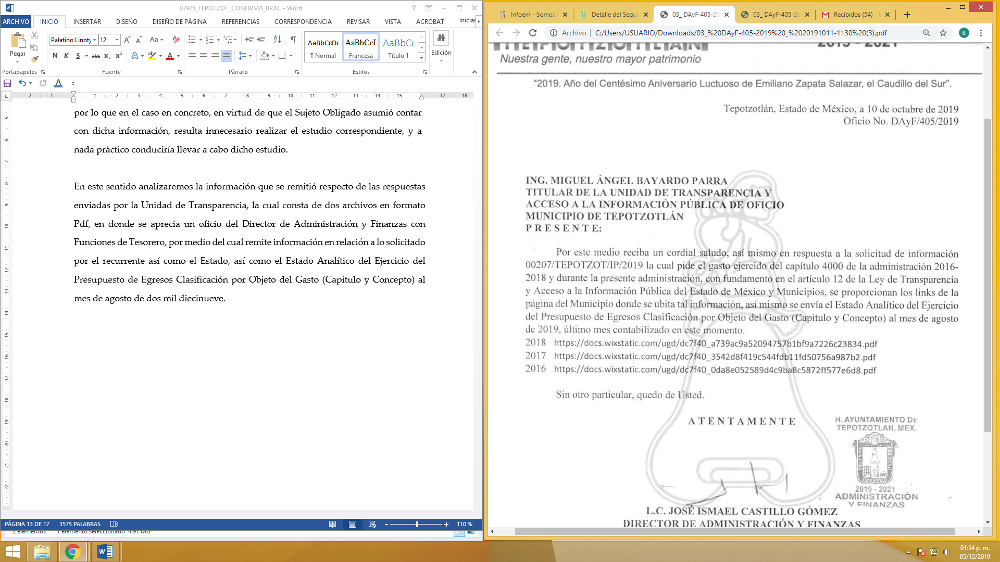 07975_TEPOTZOT_CONFIRMA_BPAC - Word
ARCHIVO INICIO INSERTAR DISEÑO DISEÑO DE PÁGINA REFERENCIAS CORRESPONDENCIA REVISAR VISTA ACROBAT Iniciar
Palatino Linoty 12
Pegar
AaBbCcDc AaBbCcI AaBbCc
¶ Normal Francesa Título 1
Edición
Portapapeles Fuente Párrafo Estilos
por lo que en el caso en concreto, en virtud de que el Sujeto Obligado asumió contar
con dicha información, resulta innecesario realizar el estudio correspondiente, y a
nada práctico conduciría llevar a cabo dicho estudio.
En este sentido analizaremos la información que se remitió respecto de las respuestas
enviadas por la Unidad de Transparencia, la cual consta de dos archivos en formato
Pdf, en donde se aprecia un oficio del Director de Administración y Finanzas con
Funciones de Tesorero, por medio del cual remite información en relación a lo solicitado
por el recurrente así como el Estado, así como el Estado Analítico del Ejercicio del
Presupuesto de Egresos Clasificación por Objeto del Gasto (Capitulo y Concepto) al
mes de agosto de dos mil diecinueve.
PÁGINA 13 DE 17 3575 PALABRAS 110 %
2 elementos 1 elemento seleccionado 4.91 MB
Infoem - Somos Detalle del Segui 03_ DAyF-405-20 03_ DAyF-405-20 Recibidos (54) -
Archivo C:/Users/USUARIO/Downloads/03_%20DAyF-405-2019%20_%2020191011-1130%20(3).pdf B
TEPOTZOTLAN 2019 - 2021
Nuestra gente, nuestro mayor patrimonio
“2019. Año del Centésimo Aniversario Luctuoso de Emiliano Zapata Salazar, el Caudillo del Sur”.
Tepotzotlán, Estado de México, a 10 de octubre de 2019
Oficio No. DAyF/405/2019
ING. MIGUEL ÁNGEL BAYARDO PARRA
TITULAR DE LA UNIDAD DE TRANSPARENCIA Y
ACCESO A LA INFORMACIÓN PÚBLICA DE OFICIO
MUNICIPIO DE TEPOTZOTLÁN
P R E S E N T E:
Por este medio reciba un cordial saludo, así mismo en respuesta a la solicitud de información
00207/TEPOTZOT/IP/2019 la cual pide el gasto ejercido del capítulo 4000 de la administración 2016-
2018 y durante la presente administración, con fundamento en el artículo 12 de la Ley de Transparencia
y Acceso a la Información Pública del Estado de México y Municipios, se proporcionan los links de la
página del Municipio donde se ubita tal información, así mismo se envía el Estado Analítico del Ejercicio
del Presupuesto de Egresos Clasificación por Objeto del Gasto (Capitulo y Concepto) al mes de agosto
de 2019, último mes contabilizado en este momento.
2018 https://docs.wixstatic.com/ugd/dc7f40_a739ac9a52094757b1bf9a7226c23834.pdf
2017 https://docs.wixstatic.com/ugd/dc7f40_3542d8f419c544fdb11fd50756a987b2.pdf
2016 https://docs.wixstatic.com/ugd/dc7f40_0da8e052589d4c9ba8c5872ff577e6d8.pdf
Sin otro particular, quedo de Usted.
A T E N T A M E N T E
H. AYUNTAMIENTO DE
TEPOTZOTLAN, MEX.
2019 - 2021
ADMINISTRACIÓN
Y FINANZAS
L.C. JOSÉ ISMAEL CASTILLO GÓMEZ
DIRECTOR DE ADMINISTRACIÓN Y FINANZAS
01:54 p. m.
05/12/2019